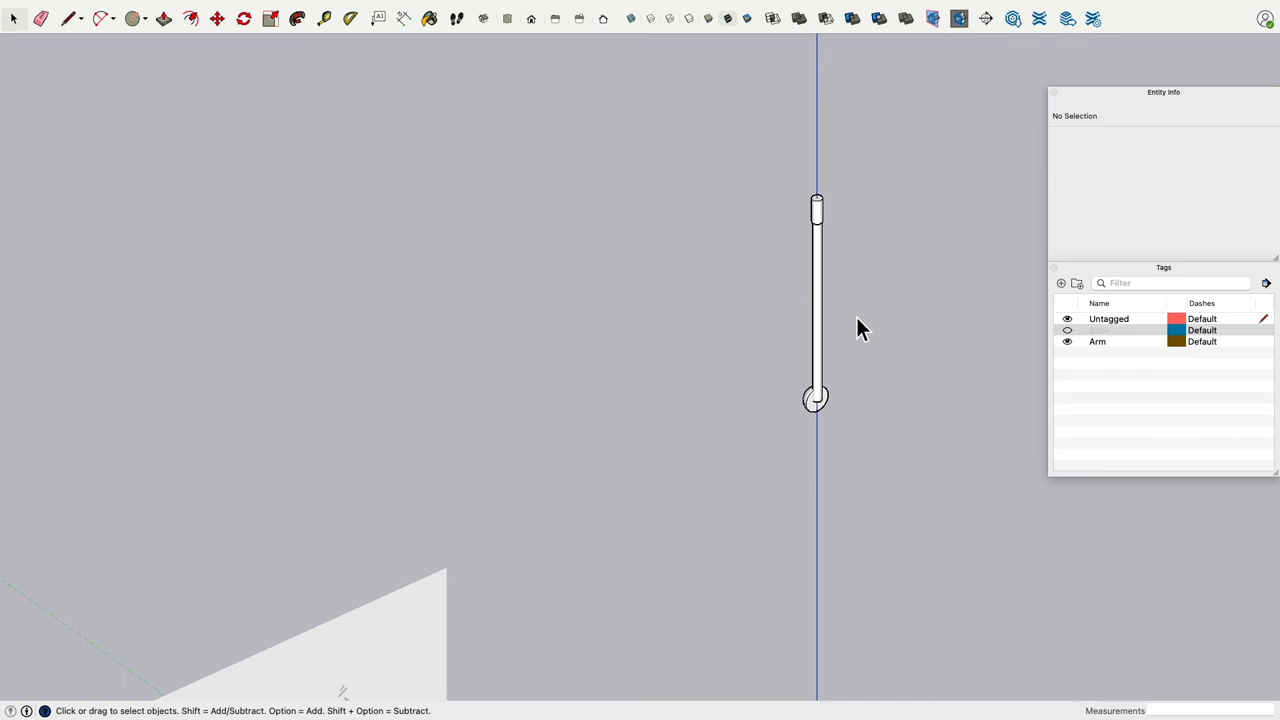 A1
Entity Info
No Selection
Tags
Filter
Name Dashes
Untagged Default
Default
Arm Default
Click or drag to select objects. Shift = Add/Subtract. Option = Add. Shift + Option = Subtract.
Measurements